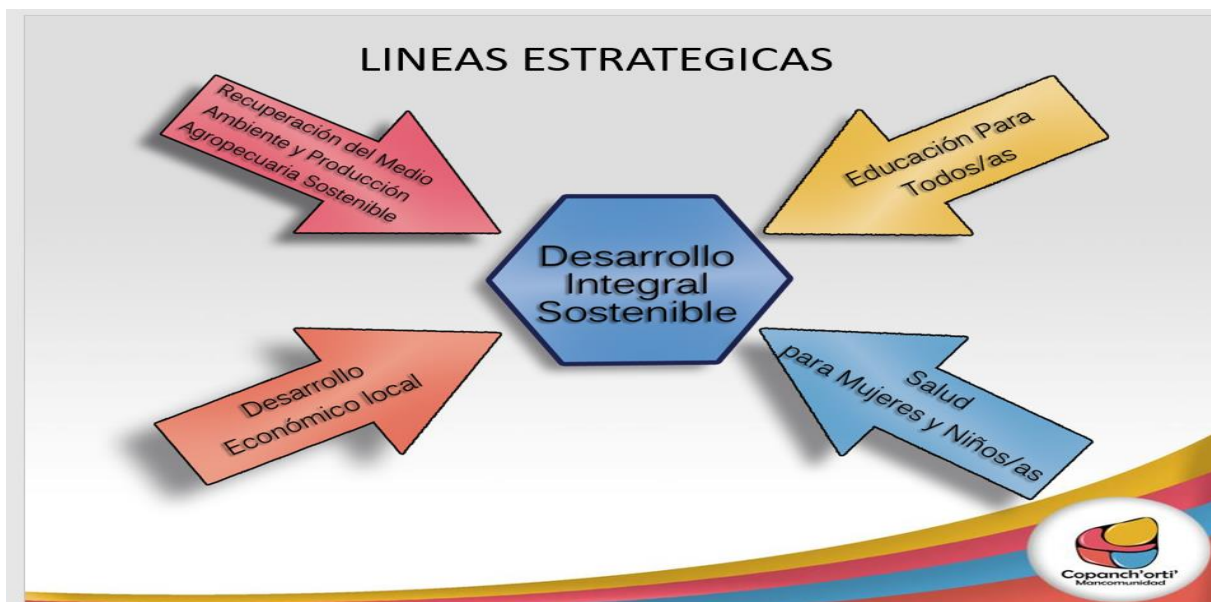 LINEAS ESTRATEGICAS
Recuperación del Medio
Ambiente y Producción
Agropecuaria Sostenible
Educación Para
Todos/as
Desarrollo
Integral
Sostenible
Desarrollo
Económico local
Salud
para Mujeres y Niños/as
Copanch'orti'
Mancomunidad